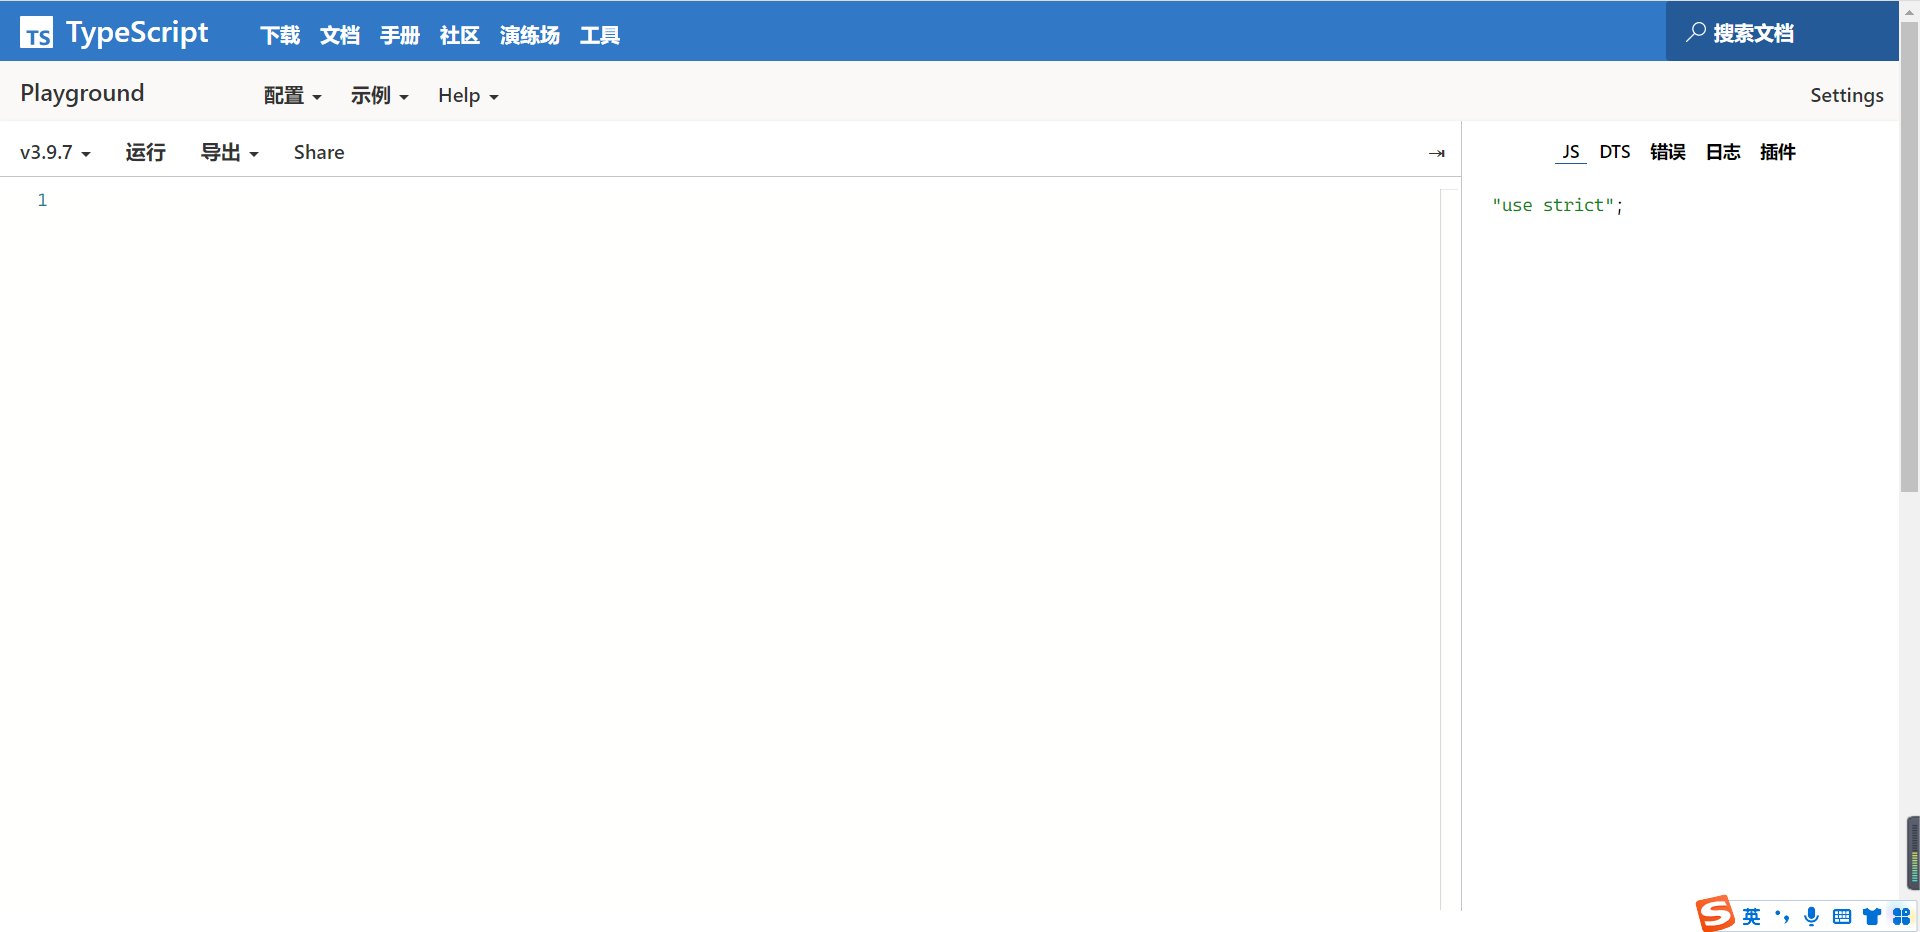 TS TypeScript 下载 文档 手册 社区 演练场 工具 搜索文档
Playground 配置 示例 Help Settings
v3.9.7 运行 导出 Share JS DTS 错误 日志 插件
1
"use strict";
S 英